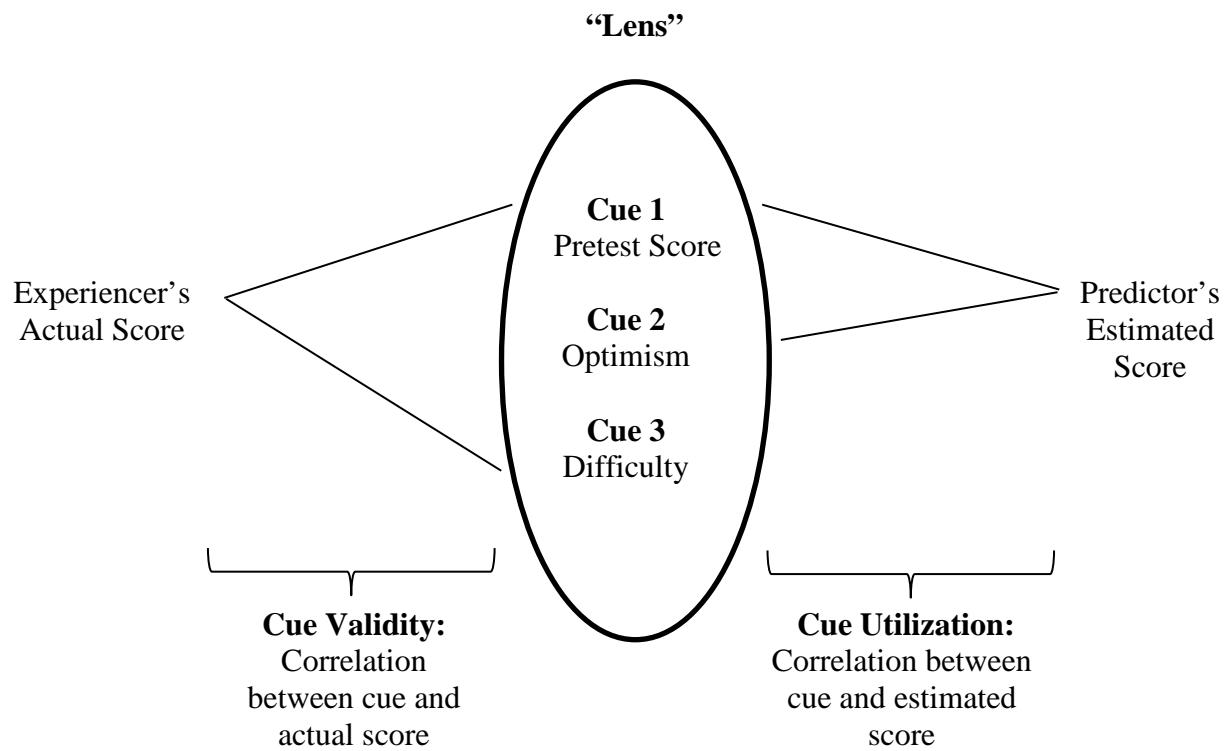 “Lens”
Cue 1
Pretest Score
Experiencer’s
Actual Score
Cue 2
Optimism
Cue 3
Difficulty
Predictor’s
Estimated
Score
Cue Validity:
Correlation
between cue and
actual score
Cue Utilization:
Correlation between
cue and estimated
score